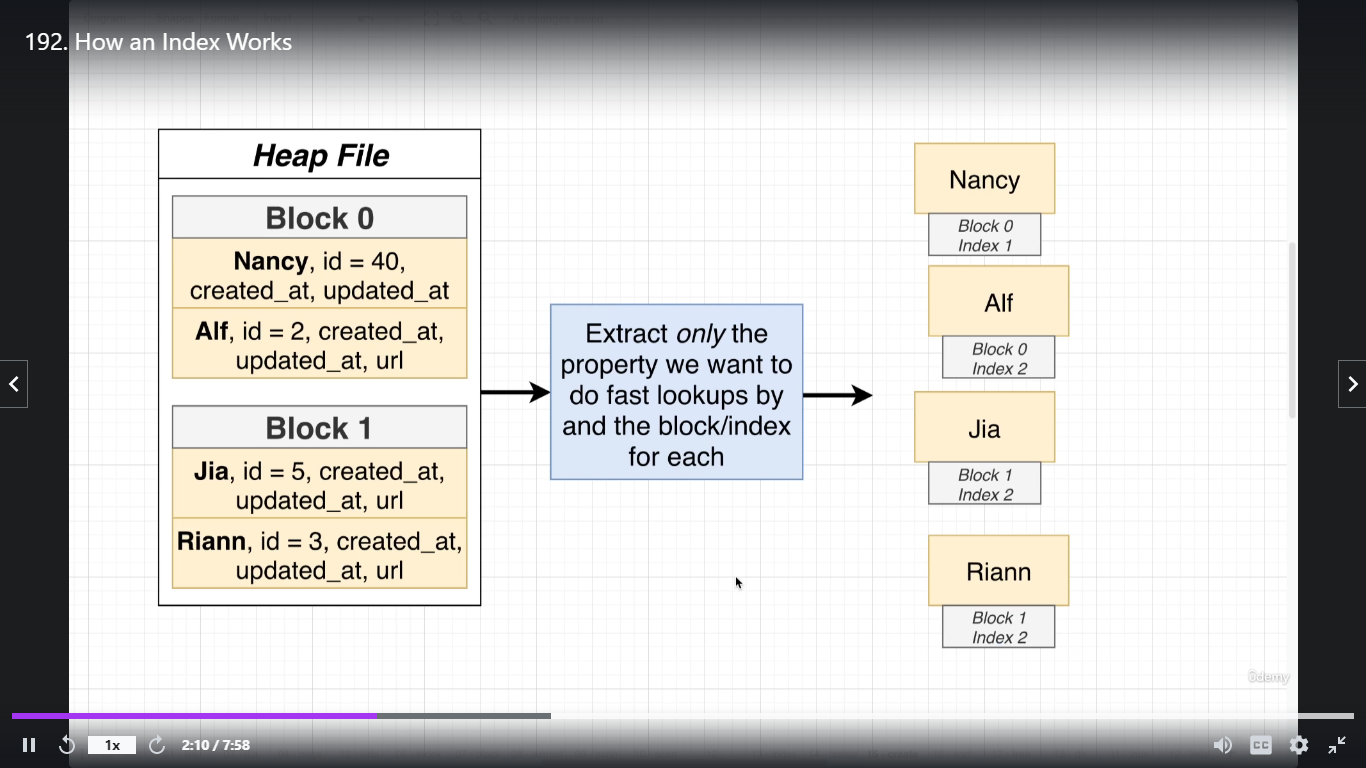 192. How an Index Works
Heap File
Block 0
Nancy, id = 40,
created_at, updated_at
Alf, id = 2, created_at,
updated_at, url
Block 1
Jia, id = 5, created_at,
updated_at, url
Riann, id = 3, created_at,
updated_at, url
Extract only the
property we want to
do fast lookups by
and the block/index
for each
Nancy
Block 0
Index 1
Alf
Block 0
Index 2
Jia
Block 1
Index 2
Riann
Block 1
Index 2
ûdemy
1x
2:10 / 7:58
CC